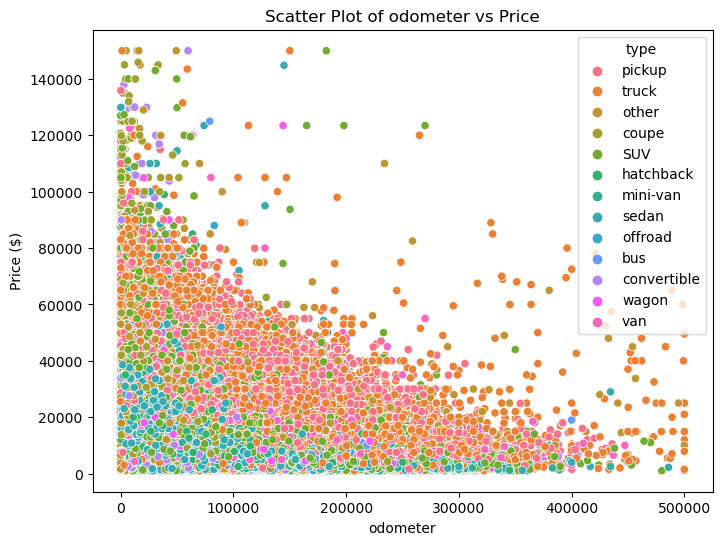 Scatter Plot of odometer vs Price
Price ($)
140000
120000
100000
80000
60000
40000
20000
0
type
pickup
truck
other
coupe
SUV
hatchback
mini-van
sedan
offroad
bus
convertible
wagon
van
0 100000 200000 300000 400000 500000
odometer